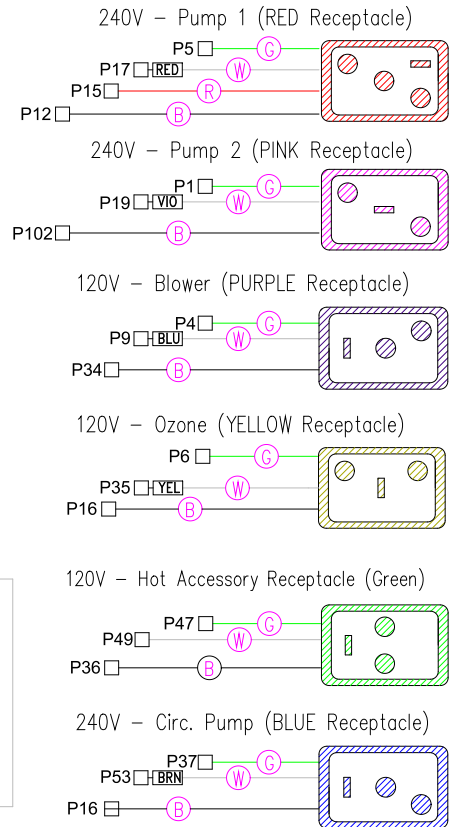 240V - Pump 1 (RED Receptacle)
P5 G
P17 RED W
P15 R
P12 B
240V - Pump 2 (PINK Receptacle)
P1 G
P19 VIO W
P102 B
120V - Blower (PURPLE Receptacle)
P4 G
P9 BLU W
P34 B
120V - Ozone (YELLOW Receptacle)
P6 G
P35 YEL W
P16 B
120V - Hot Accessory Receptacle (Green)
P47 G
P49 W
P36 B
240V - Circ. Pump (BLUE Receptacle)
P37 G
P53 BRN W
P16 B